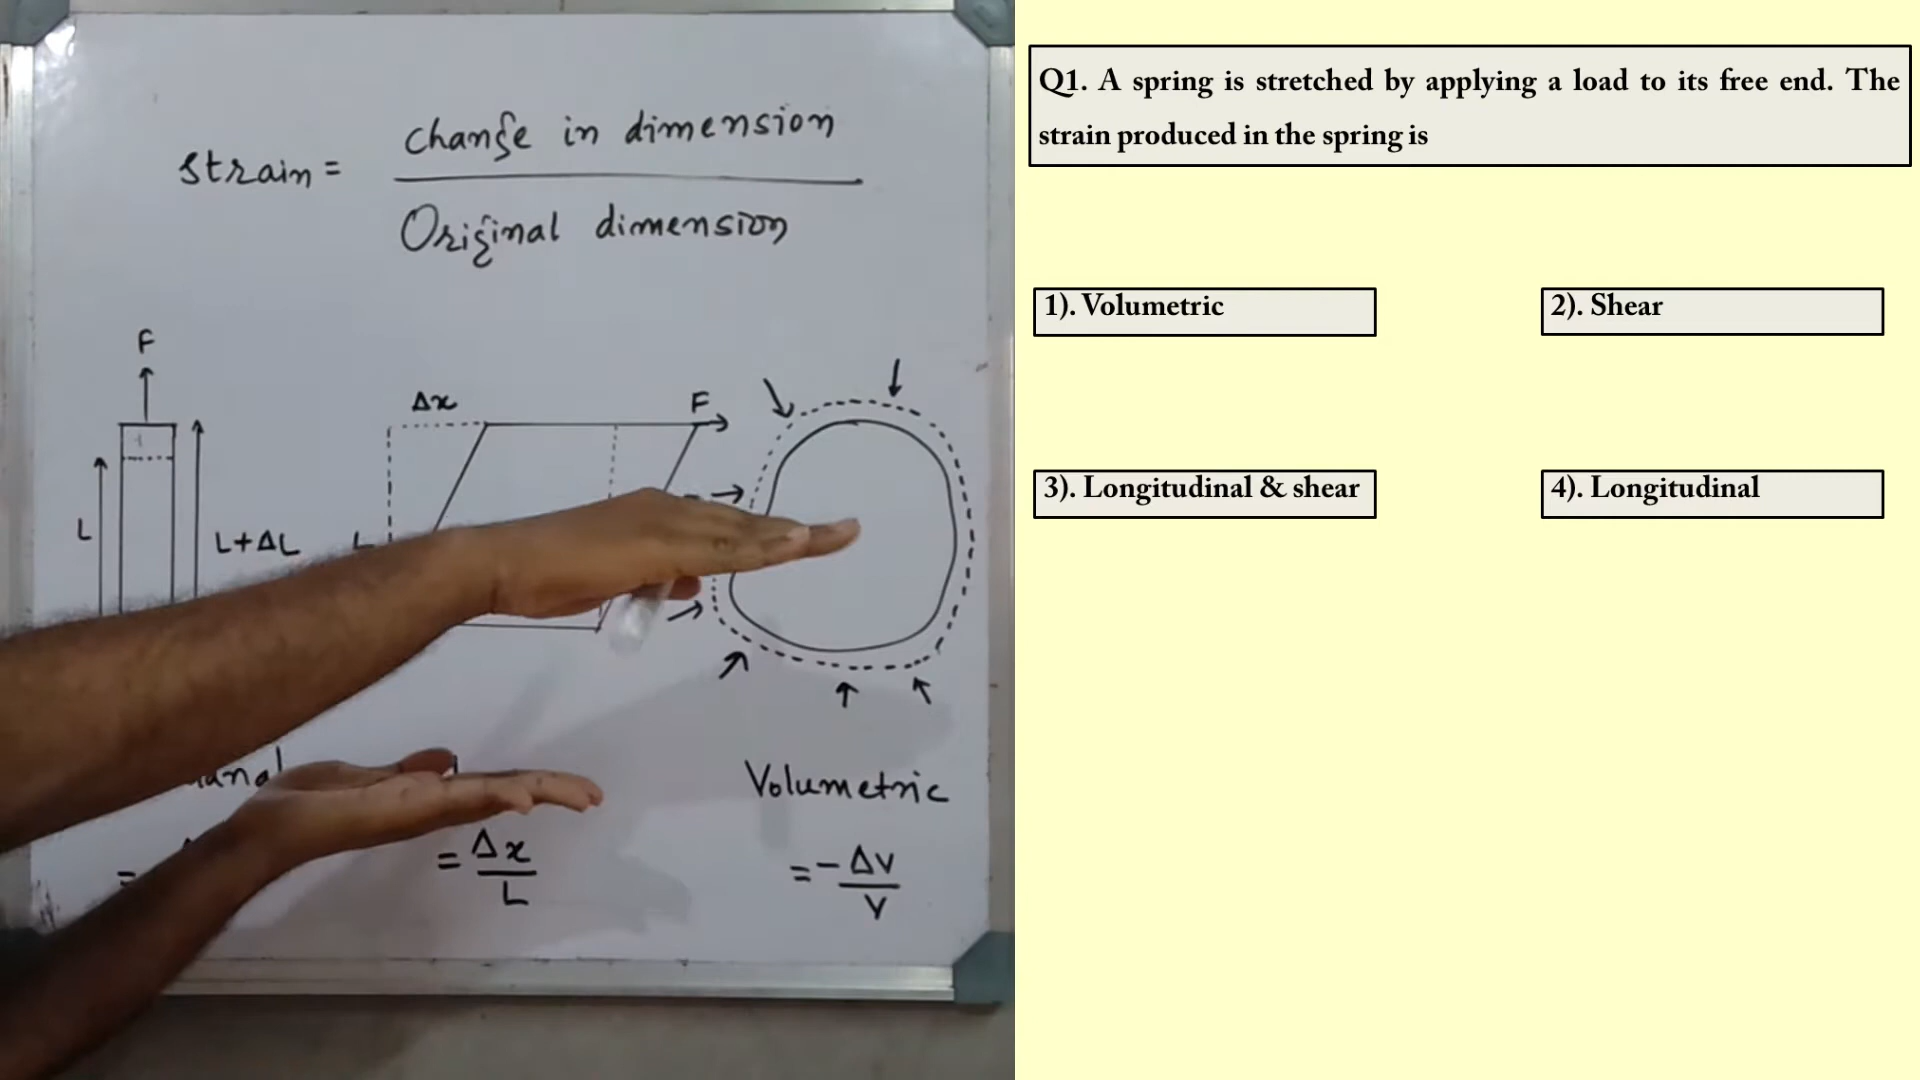 Strain = Change in dimension
Original dimension
F
Δx
F
L
L+ΔL
Volumetric
= Δx
L
= - ΔV
V
Q1. A spring is stretched by applying a load to its free end. The
strain produced in the spring is
1). Volumetric
2). Shear
3). Longitudinal & shear
4). Longitudinal